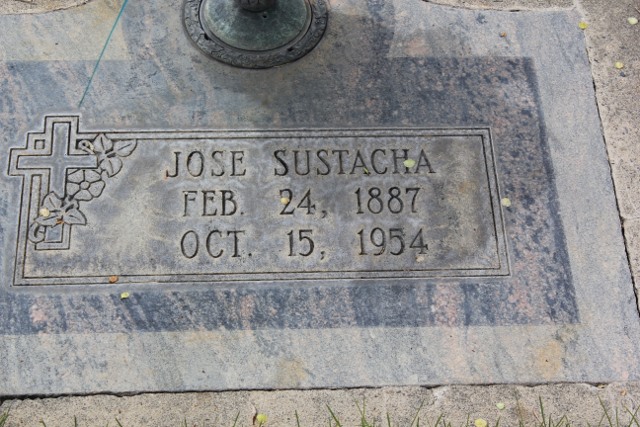 JOSE SUSTACHA
FEB. 24, 1887
OCT. 15, 1954